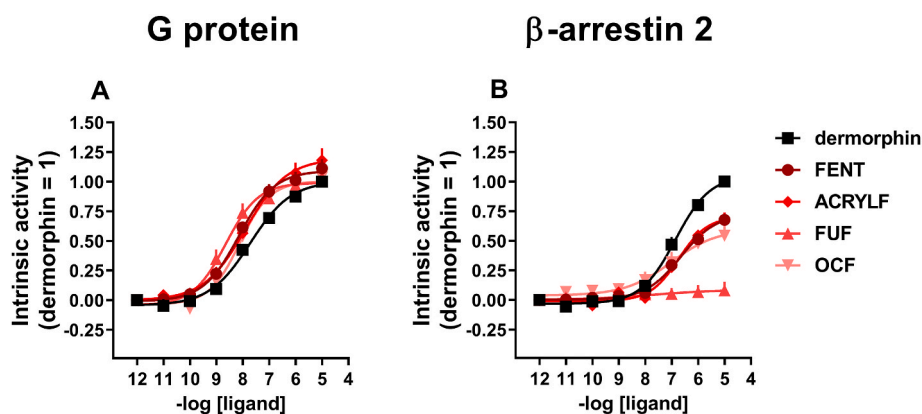 G protein
β-arrestin 2
A
Intrinsic activity
(dermorphin = 1)
1.50
1.25
1.00
0.75
0.50
0.25
0.00
-0.25
12 11 10 9 8 7 6 5 4
-log [ligand]
B
Intrinsic activity
(dermorphin = 1)
1.50
1.25
1.00
0.75
0.50
0.25
0.00
-0.25
12 11 10 9 8 7 6 5 4
-log [ligand]
dermorphin
FENT
ACRYLF
FUF
OCF